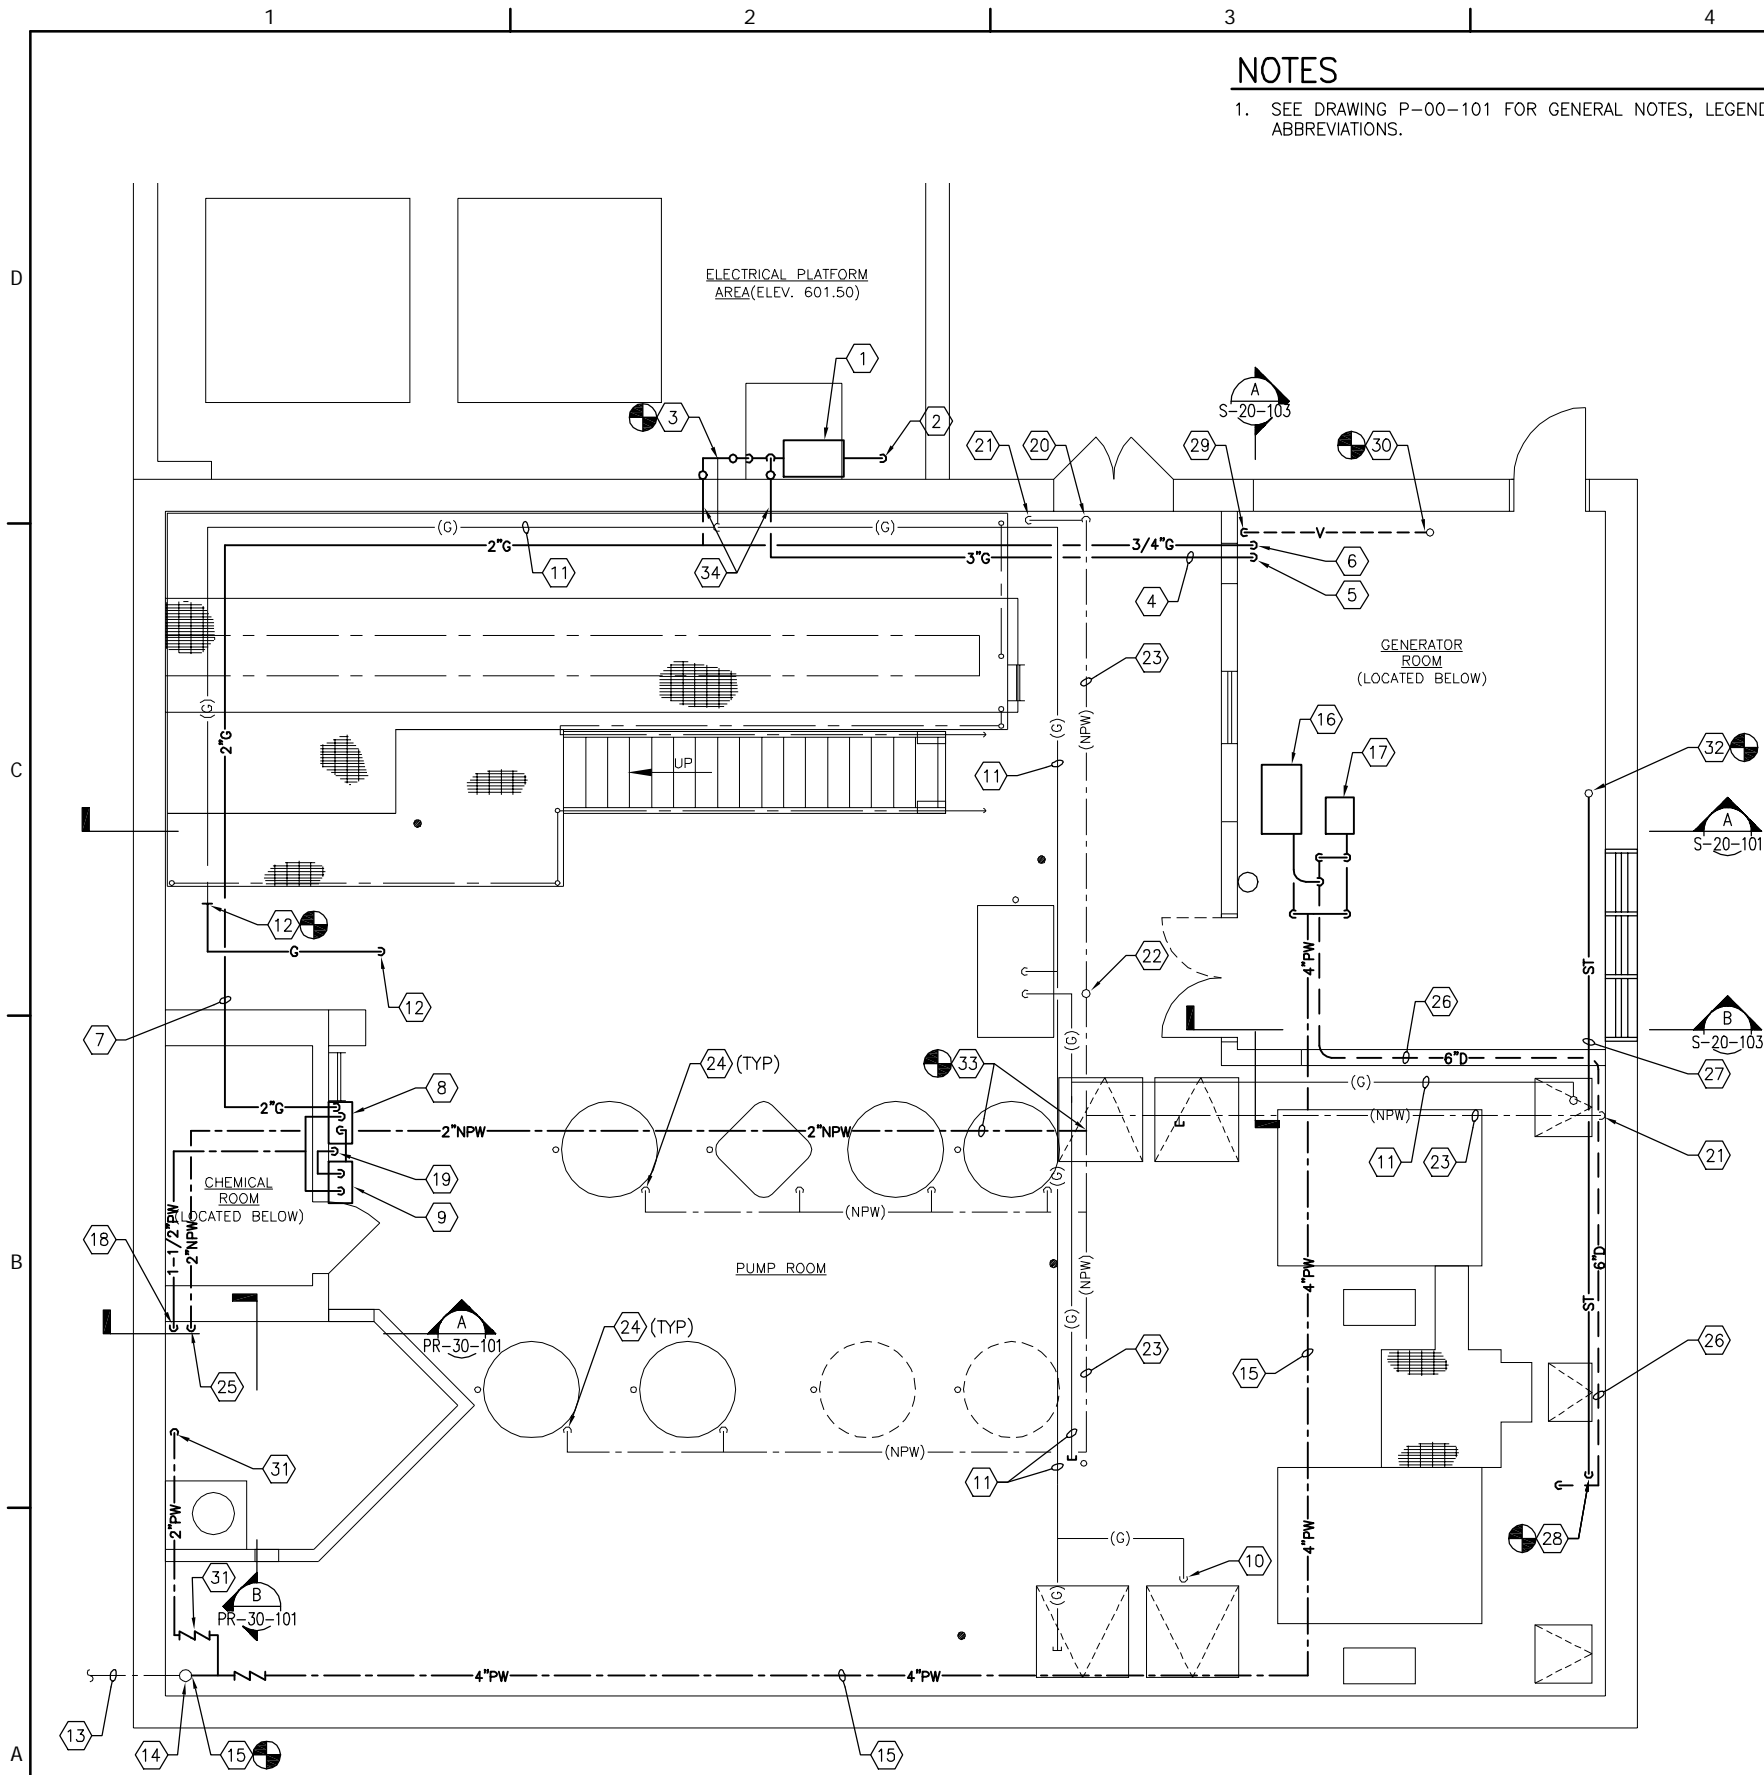 1 2 3 4
NOTES
1. SEE DRAWING P-00-101 FOR GENERAL NOTES, LEGEND
ABBREVIATIONS.
D
ELECTRICAL PLATFORM
AREA(ELEV. 601.50)
1
3
2
A
S-20-103
21
20
29
30
(G)
(G)
V
2"G
3/4"G
3"G
11
34
6
5
4
GENERATOR
ROOM
(LOCATED BELOW)
23
(G)
2"G
(G)
(NPW)
16
17
32
C
UP
11
A
S-20-101
12
G
12
22
4"PW
ST
7
(G)
26
B
S-20-103
24 (TYP)
33
6"D
27
8
2"G
(G)
(NPW)
2"NPW
2"NPW
19
11
23
21
CHEMICAL
ROOM
(LOCATED BELOW)
9
(G)
(NPW)
1-1/2"PW
2"NPW
18
B
PUMP ROOM
(NPW)
4"PW
6"D
ST
A
PR-30-101
24 (TYP)
(G)
23
15
26
25
(NPW)
31
11
2"PW
(G)
4"PW
28
10
31
B
PR-30-101
(G)
4"PW
4"PW
13
A
14
15
15